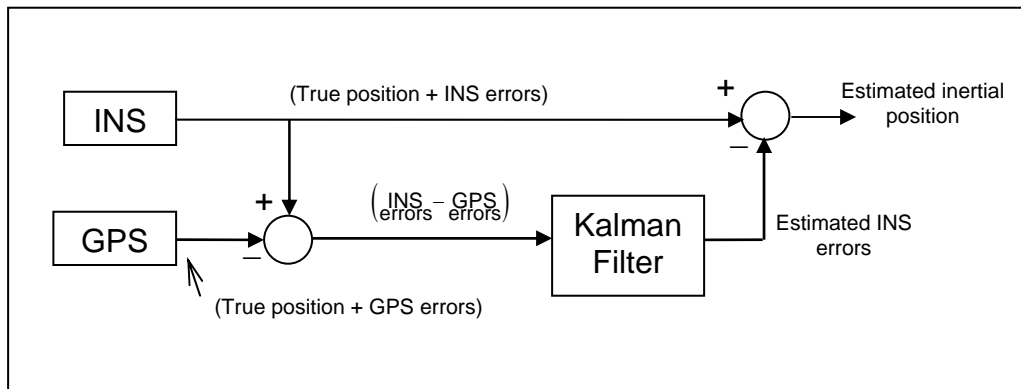 (True position + INS errors)
+
Estimated inertial
position
INS
−
+
(INS − GPS)
errors errors
GPS
−
Kalman
Filter
Estimated INS
errors
(True position + GPS errors)